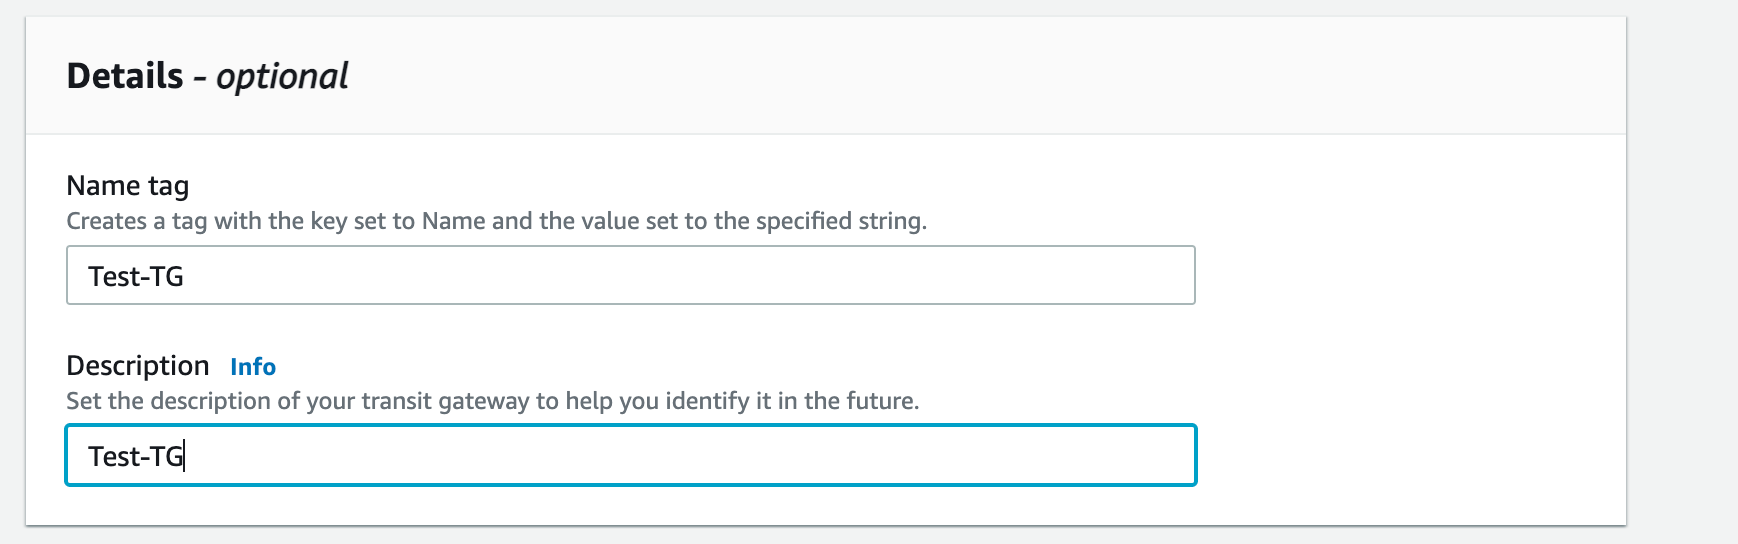 Details - optional
Name tag
Creates a tag with the key set to Name and the value set to the specified string.
Test-TG
Description Info
Set the description of your transit gateway to help you identify it in the future.
Test-TG